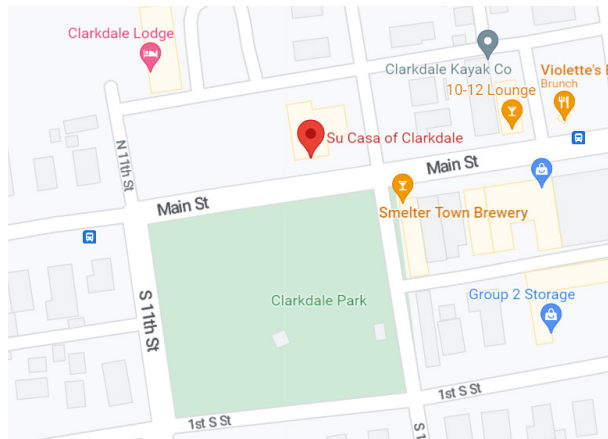 Clarkdale Lodge
Clarkdale Kayak Co
Violette's
Brunch
10-12 Lounge
N 11th St
Su Casa of Clarkdale
Main St
Main St
Smelter Town Brewery
S 11th St
Clarkdale Park
Group 2 Storage
1st S St
1st S St